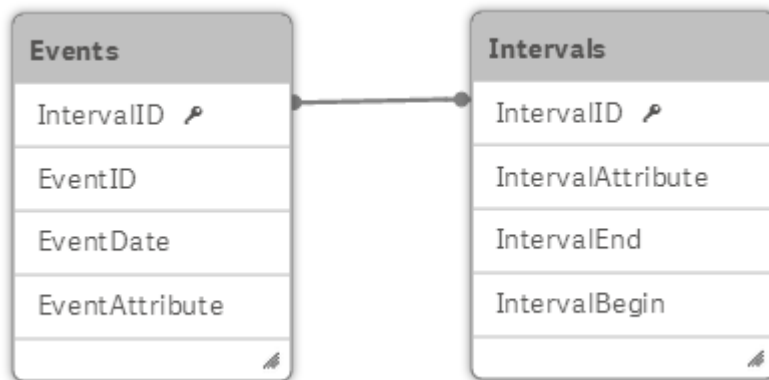 Events
IntervalID
EventID
EventDate
EventAttribute
Intervals
IntervalID
IntervalAttribute
IntervalEnd
IntervalBegin